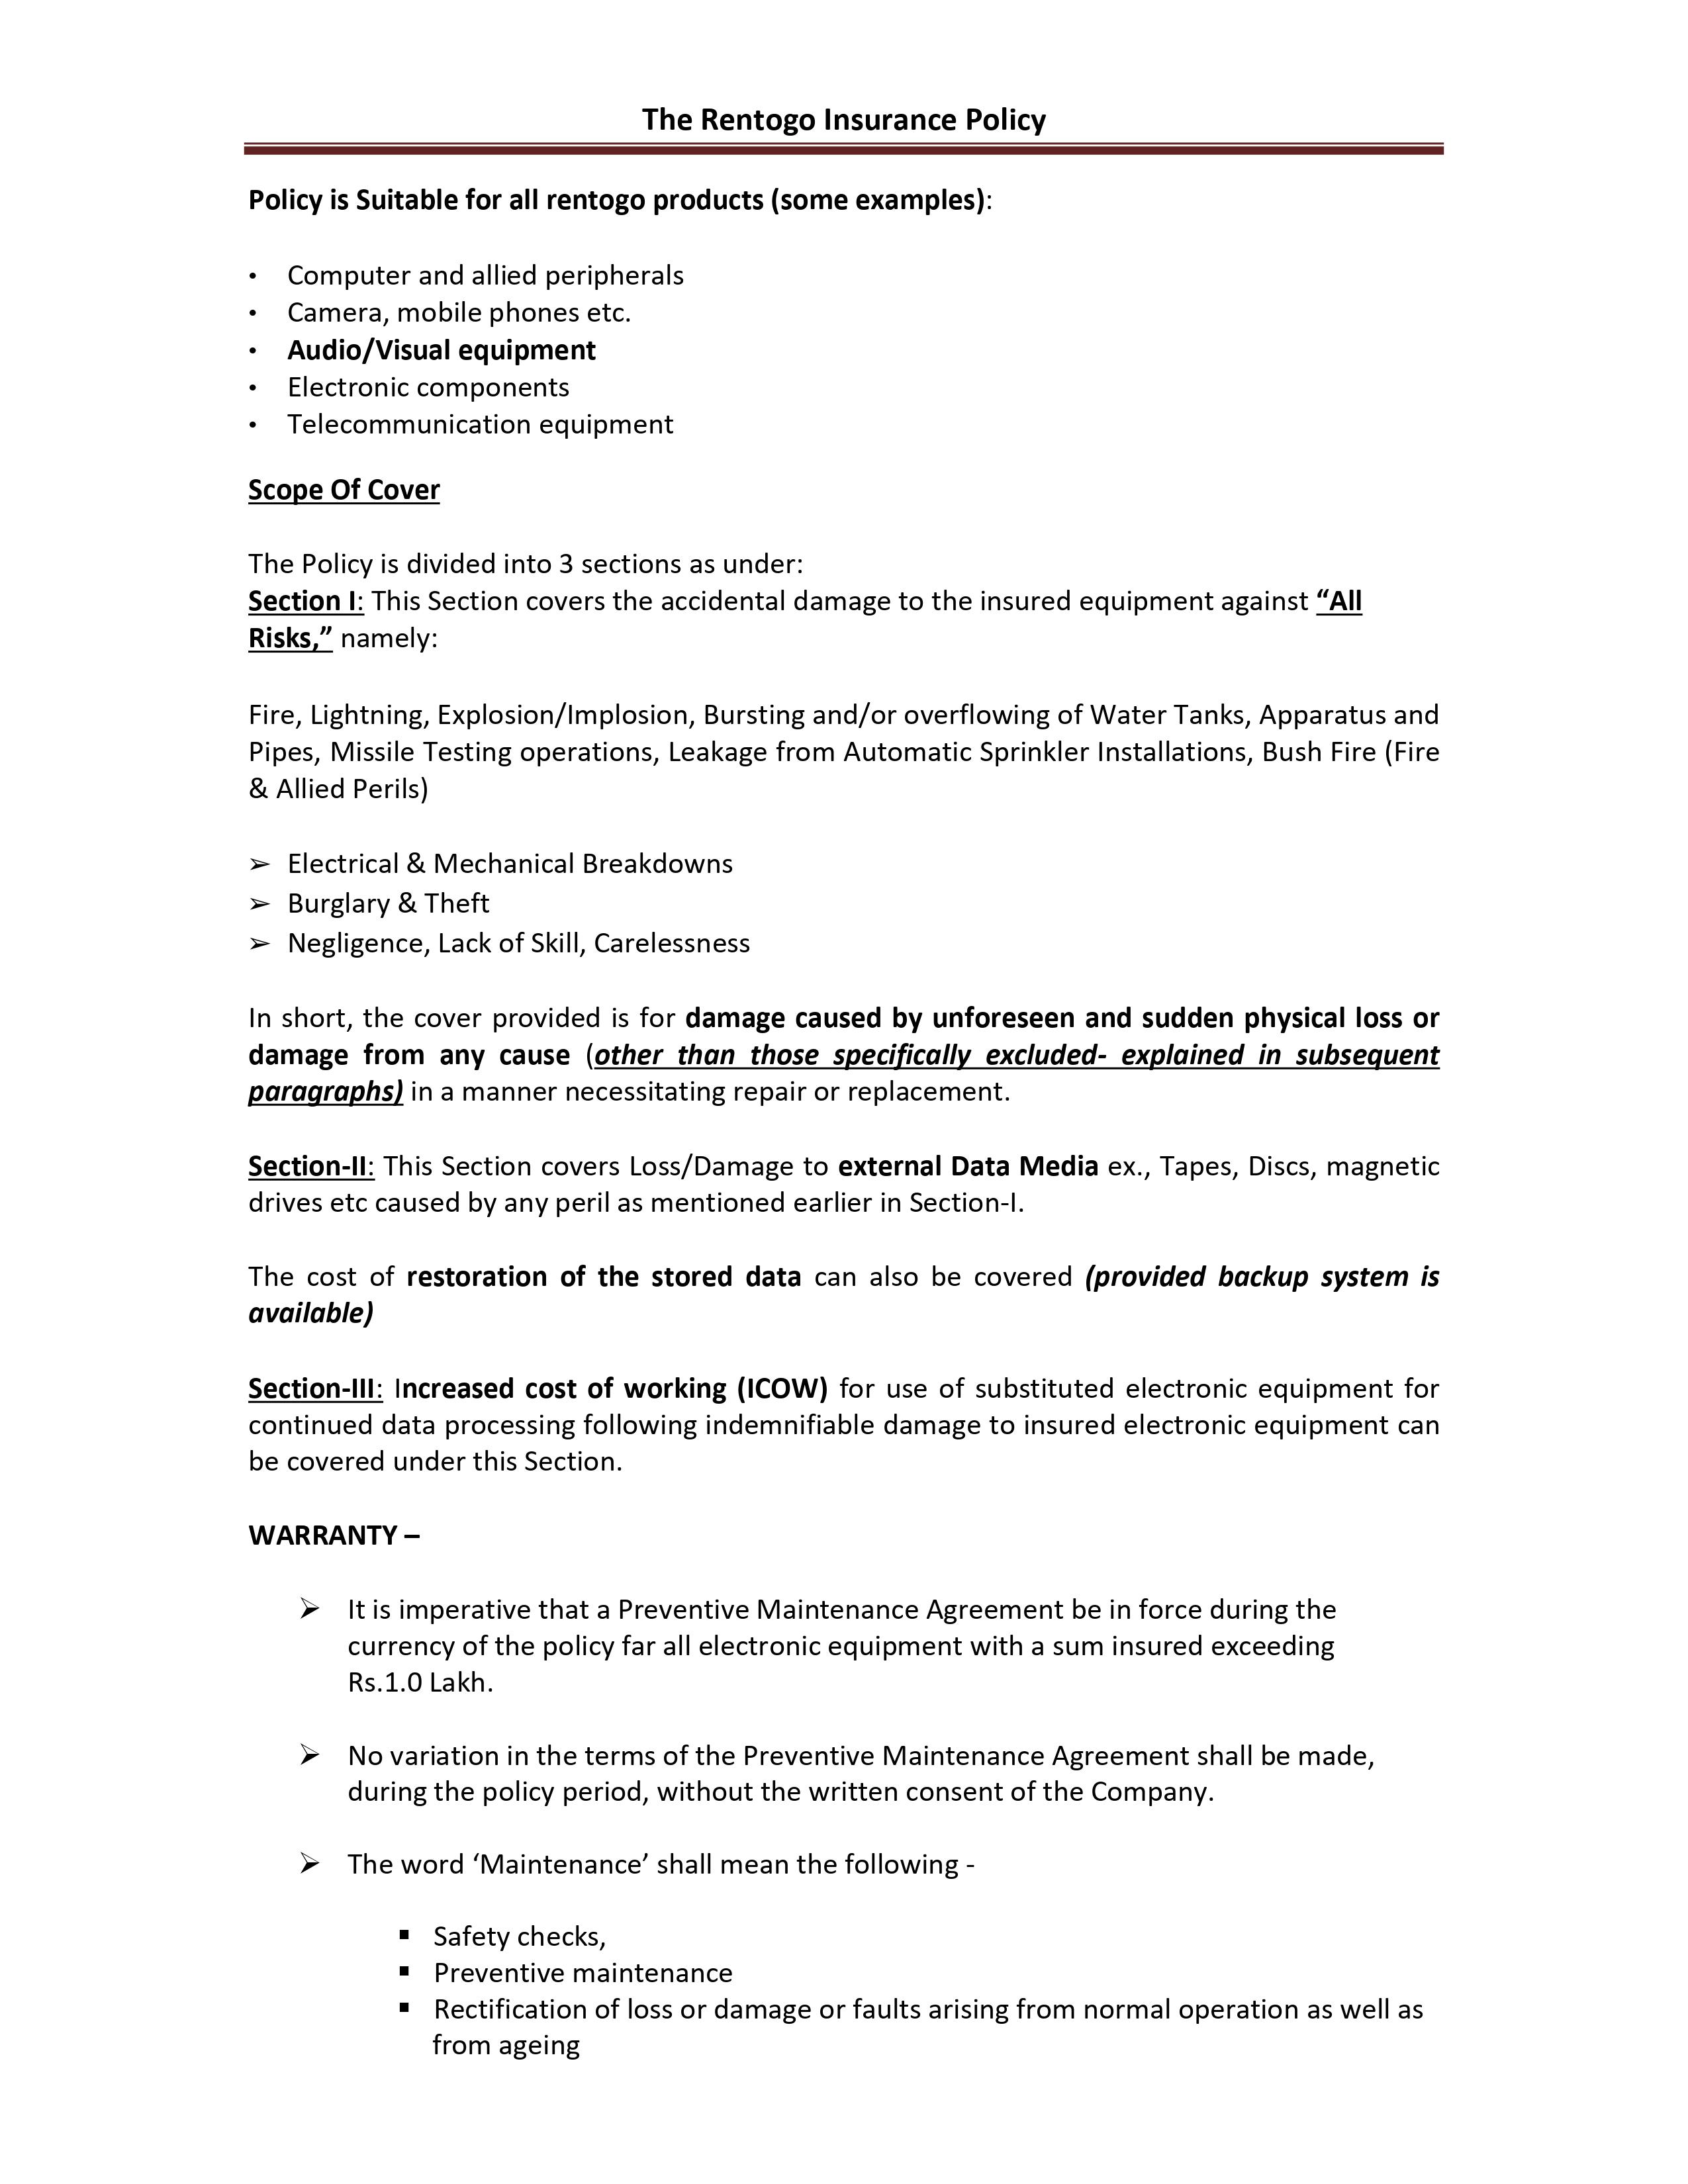 The Rentogo Insurance Policy
Policy is Suitable for all rentogo products (some examples):
• Computer and allied peripherals
• Camera, mobile phones etc.
• Audio/Visual equipment
• Electronic components
• Telecommunication equipment
Scope Of Cover
The Policy is divided into 3 sections as under:
Section I: This Section covers the accidental damage to the insured equipment against “All
Risks,” namely:
Fire, Lightning, Explosion/Implosion, Bursting and/or overflowing of Water Tanks, Apparatus and
Pipes, Missile Testing operations, Leakage from Automatic Sprinkler Installations, Bush Fire (Fire
& Allied Perils)
➢ Electrical & Mechanical Breakdowns
➢ Burglary & Theft
➢ Negligence, Lack of Skill, Carelessness
In short, the cover provided is for damage caused by unforeseen and sudden physical loss or
damage from any cause (other than those specifically excluded- explained in subsequent
paragraphs) in a manner necessitating repair or replacement.
Section-II: This Section covers Loss/Damage to external Data Media ex., Tapes, Discs, magnetic
drives etc caused by any peril as mentioned earlier in Section-I.
The cost of restoration of the stored data can also be covered (provided backup system is
available)
Section-III: Increased cost of working (ICOW) for use of substituted electronic equipment for
continued data processing following indemnifiable damage to insured electronic equipment can
be covered under this Section.
WARRANTY –
➢ It is imperative that a Preventive Maintenance Agreement be in force during the
currency of the policy far all electronic equipment with a sum insured exceeding
Rs.1.0 Lakh.
➢ No variation in the terms of the Preventive Maintenance Agreement shall be made,
during the policy period, without the written consent of the Company.
➢ The word ‘Maintenance’ shall mean the following -
▪ Safety checks,
▪ Preventive maintenance
▪ Rectification of loss or damage or faults arising from normal operation as well as
from ageing